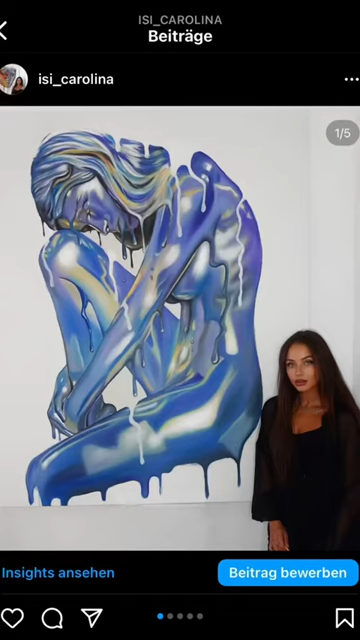 ISI_CAROLINA
Beiträge
isi_carolina
1/5
Insights ansehen
Beitrag bewerben